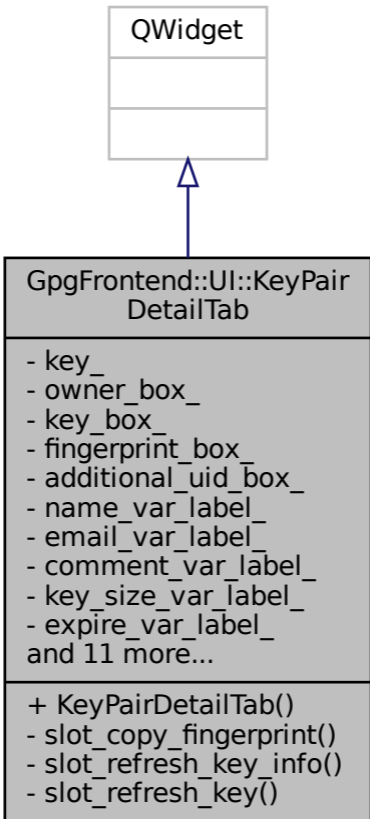 QWidget
GpgFrontend::UI::KeyPair
DetailTab
- key_
- owner_box_
- key_box_
- fingerprint_box_
- additional_uid_box_
- name_var_label_
- email_var_label_
- comment_var_label_
- key_size_var_label_
- expire_var_label_
and 11 more...
+ KeyPairDetailTab()
- slot_copy_fingerprint()
- slot_refresh_key_info()
- slot_refresh_key()